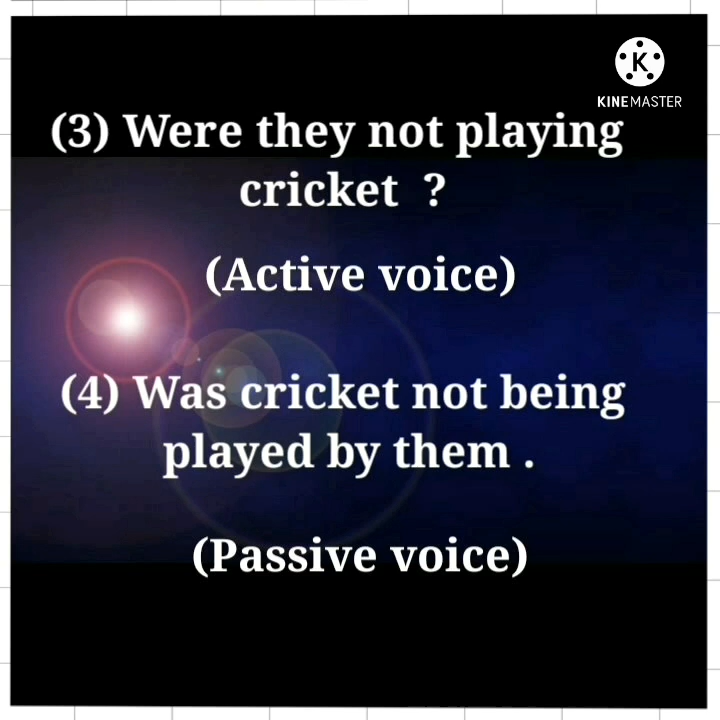 KINEMASTER
(3) Were they not playing
cricket ?
(Active voice)
(4) Was cricket not being
played by them .
(Passive voice)